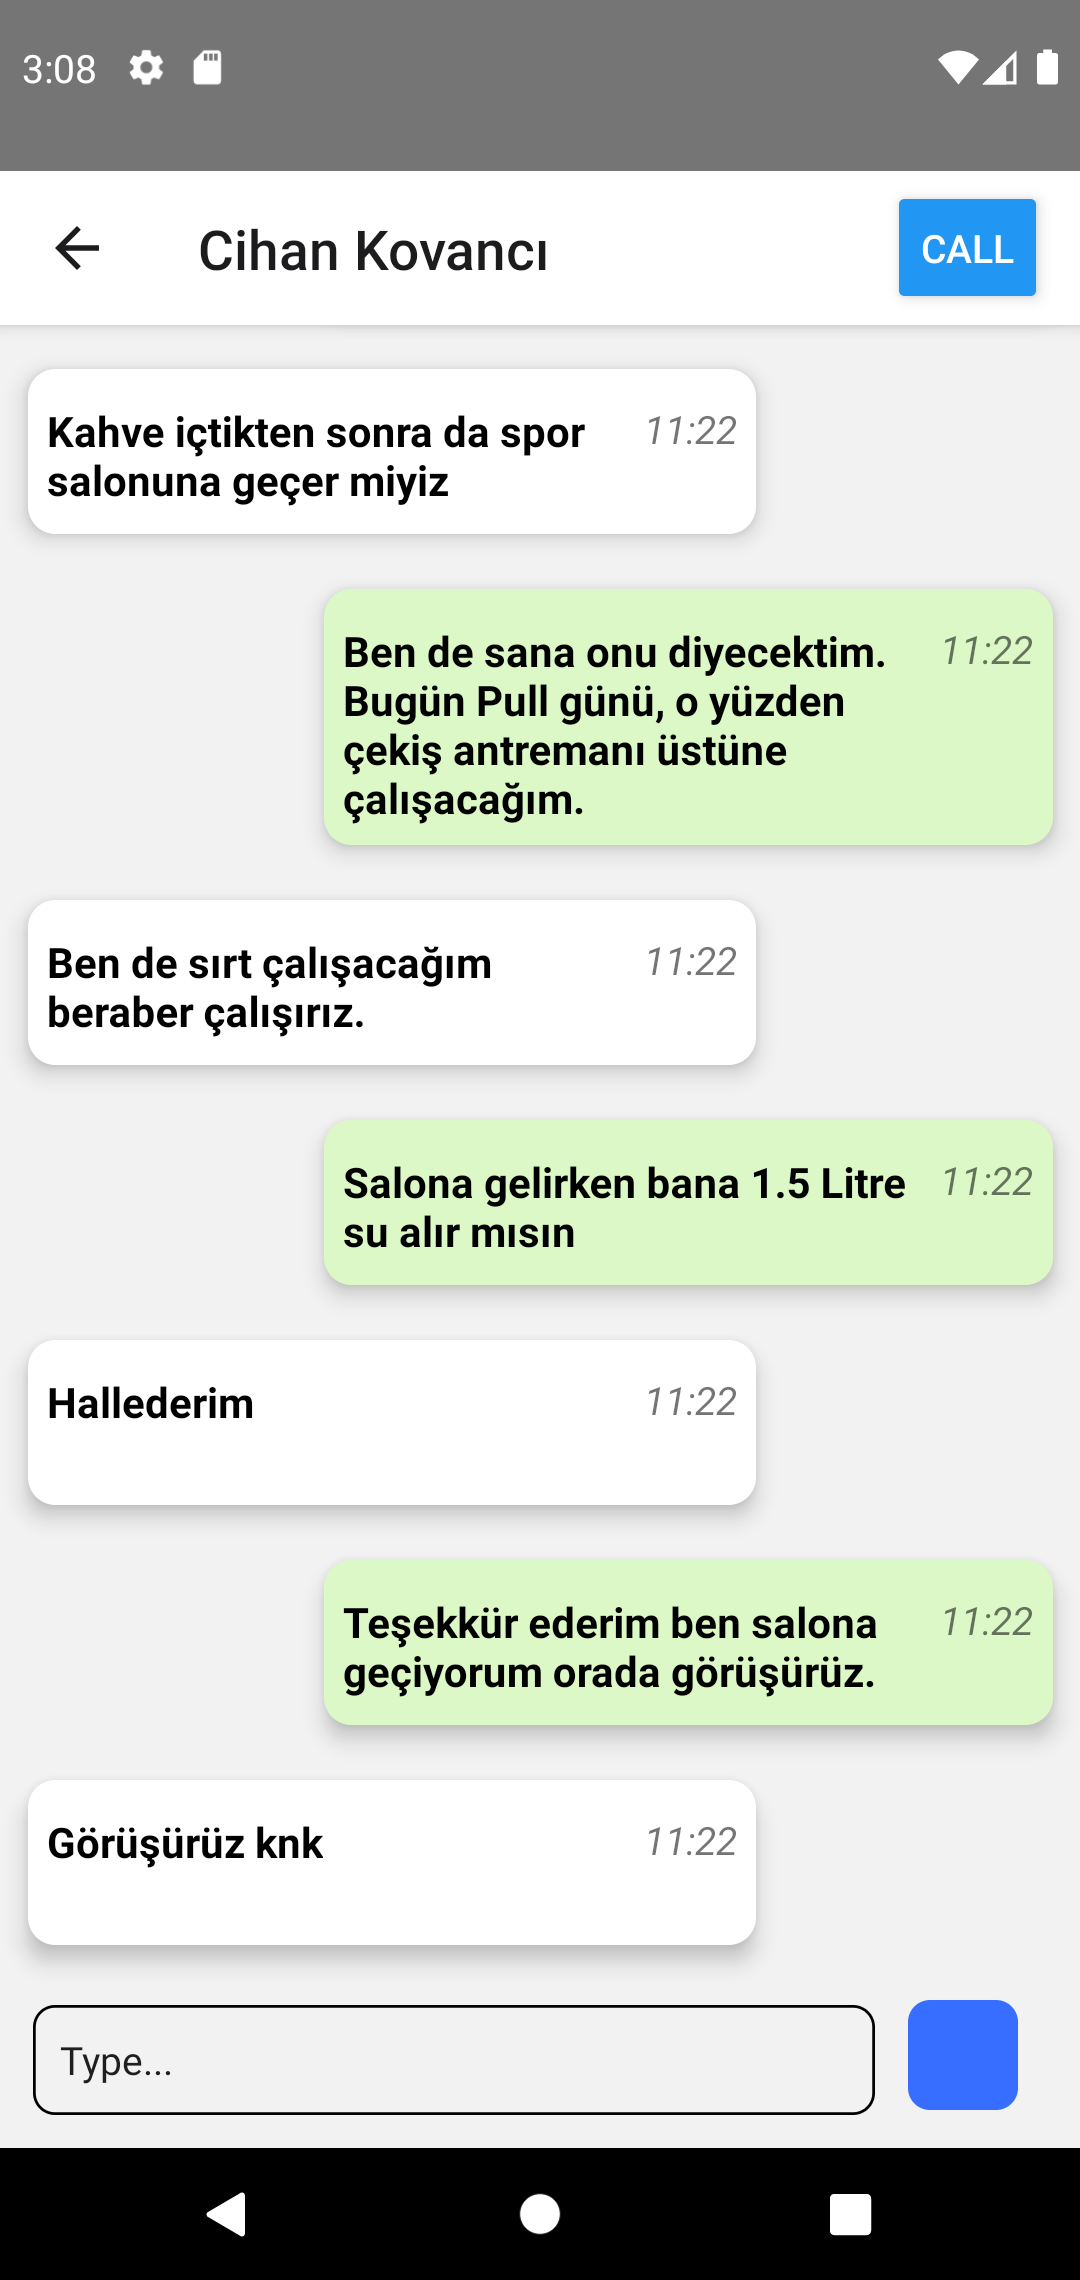 3:08
Cihan Kovancı
CALL
Kahve içtikten sonra da spor
salonuna geçer miyiz
11:22
Ben de sana onu diyecektim.
Bugün Pull günü, o yüzden
çekiş antremanı üstüne
çalışacağım.
11:22
Ben de sırt çalışacağım
beraber çalışırız.
11:22
Salona gelirken bana 1.5 Litre
su alır mısın
11:22
Hallederim
11:22
Teşekkür ederim ben salona
geçiyorum orada görüşürüz.
11:22
Görüşürüz knk
11:22
Type...